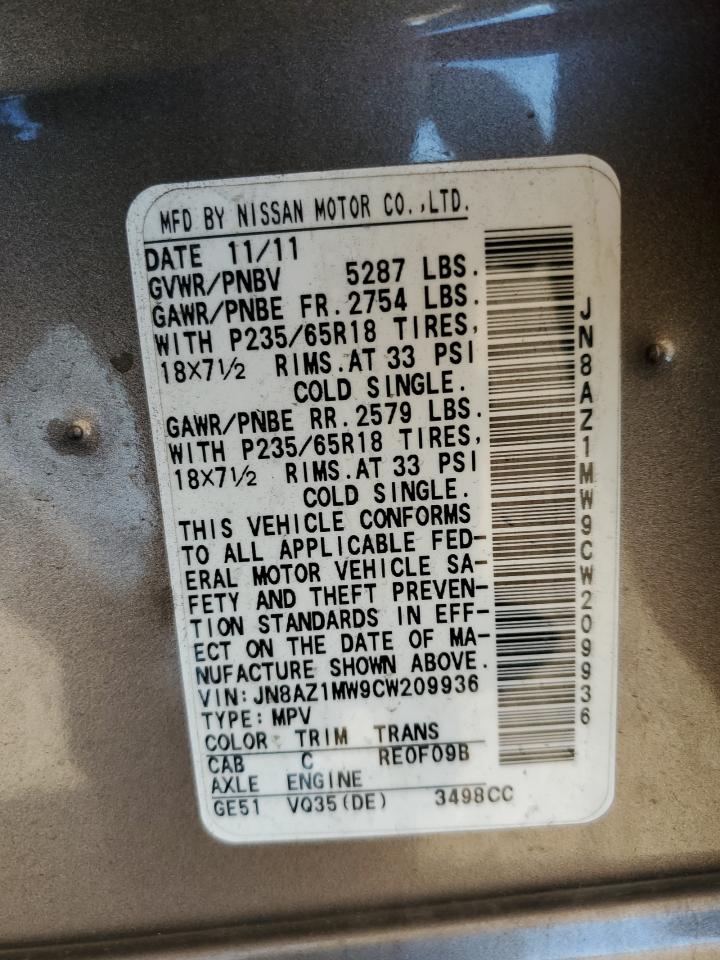 MFD BY NISSAN MOTOR CO.,LTD.
DATE 11/11
GVWR/PNBV 5287 LBS.
GAWR/PNBE FR.2754 LBS.
WITH P235/65R18 TIRES,
18X7½ RIMS.AT 33 PSI
COLD SINGLE.
GAWR/PNBE RR.2579 LBS.
WITH P235/65R18 TIRES,
18X7½ RIMS.AT 33 PSI
COLD SINGLE.
THIS VEHICLE CONFORMS
TO ALL APPLICABLE FED-
ERAL MOTOR VEHICLE SA-
FETY AND THEFT PREVEN-
TION STANDARDS IN EFF-
ECT ON THE DATE OF MA-
NUFACTURE SHOWN ABOVE.
VIN:JN8AZ1MW9CW209936
TYPE:MPV
COLOR TRIM TRANS
CAB C RE0F09B
AXLE ENGINE
GE51 VQ35(DE) 3498CC
JN8AZ1MW9CW209936